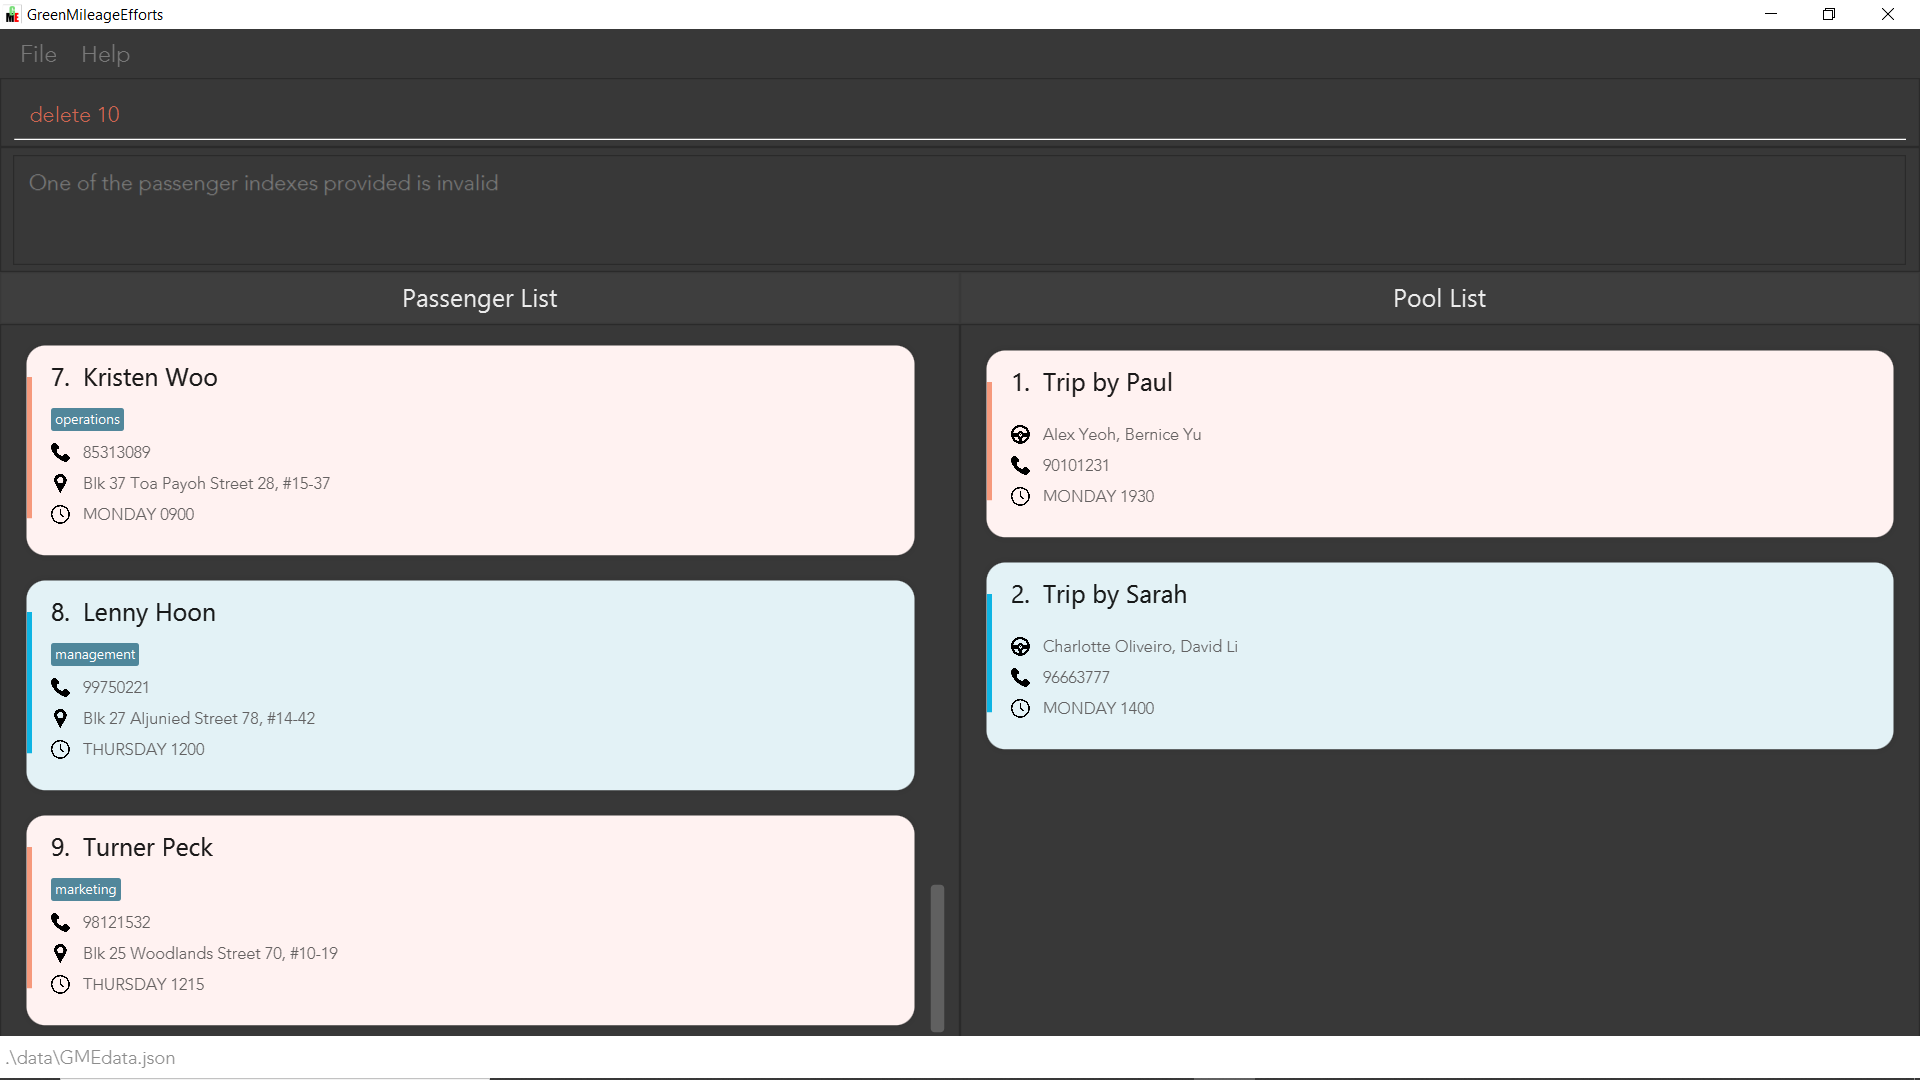 GreenMileageEfforts
File Help
delete 10
One of the passenger indexes provided is invalid
Passenger List
7. Kristen Woo
operations
85313089
Blk 37 Toa Payoh Street 28, #15-37
MONDAY 0900
8. Lenny Hoon
management
99750221
Blk 27 Aljunied Street 78, #14-42
THURSDAY 1200
9. Turner Peck
marketing
98121532
Blk 25 Woodlands Street 70, #10-19
THURSDAY 1215
Pool List
1. Trip by Paul
Alex Yeoh, Bernice Yu
90101231
MONDAY 1930
2. Trip by Sarah
Charlotte Oliveiro, David Li
96663777
MONDAY 1400
.\data\GMEdata.json